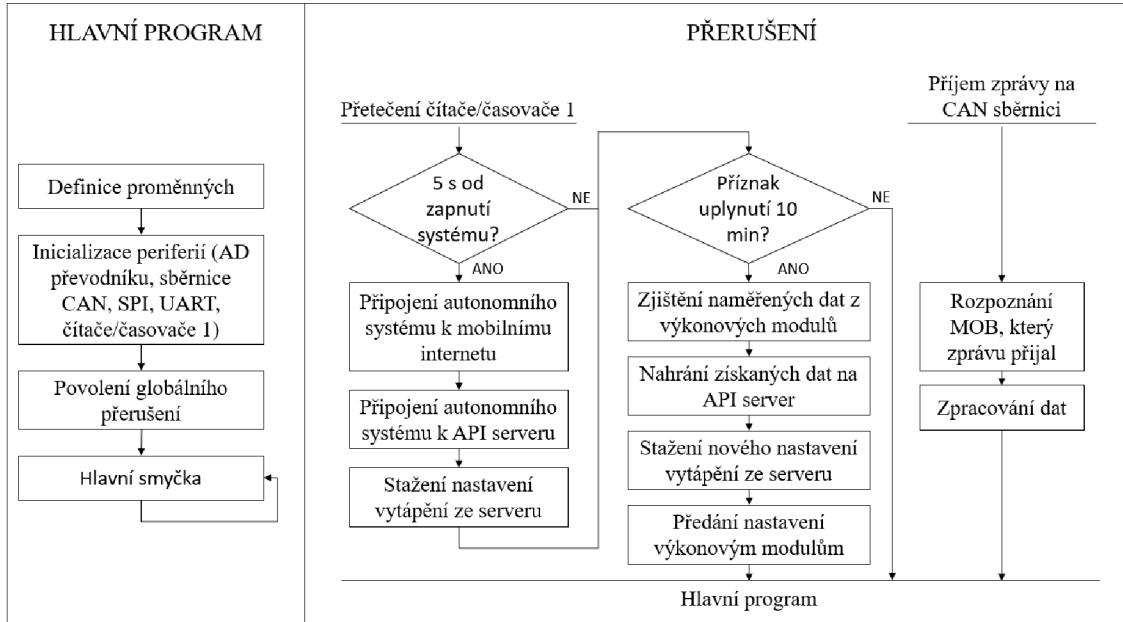 HLAVNÍ PROGRAM
Definice proměnných
Inicializace periferií (AD
převodníku, sběrnice
CAN, SPI, UART,
čítače/časovače 1)
Povolení globálního
přerušení
Hlavní smyčka
PŘERUŠENÍ
Přetečení čítače/časovače 1
5 s od
zapnutí
systému?
NE
ANO
Připojení autonomního
systému k mobilnímu
internetu
Připojení autonomního
systému k API serveru
Stažení nastavení
vytápění ze serveru
Příznak
uplynutí 10
min?
NE
ANO
Zjištění naměřených dat z
výkonových modulů
Nahrání získaných dat na
API server
Stažení nového nastavení
vytápění ze serveru
Předání nastavení
výkonovým modulům
Příjem zprávy na
CAN sběrnici
Rozpoznání
MOB, který
zprávu přijal
Zpracování dat
Hlavní program